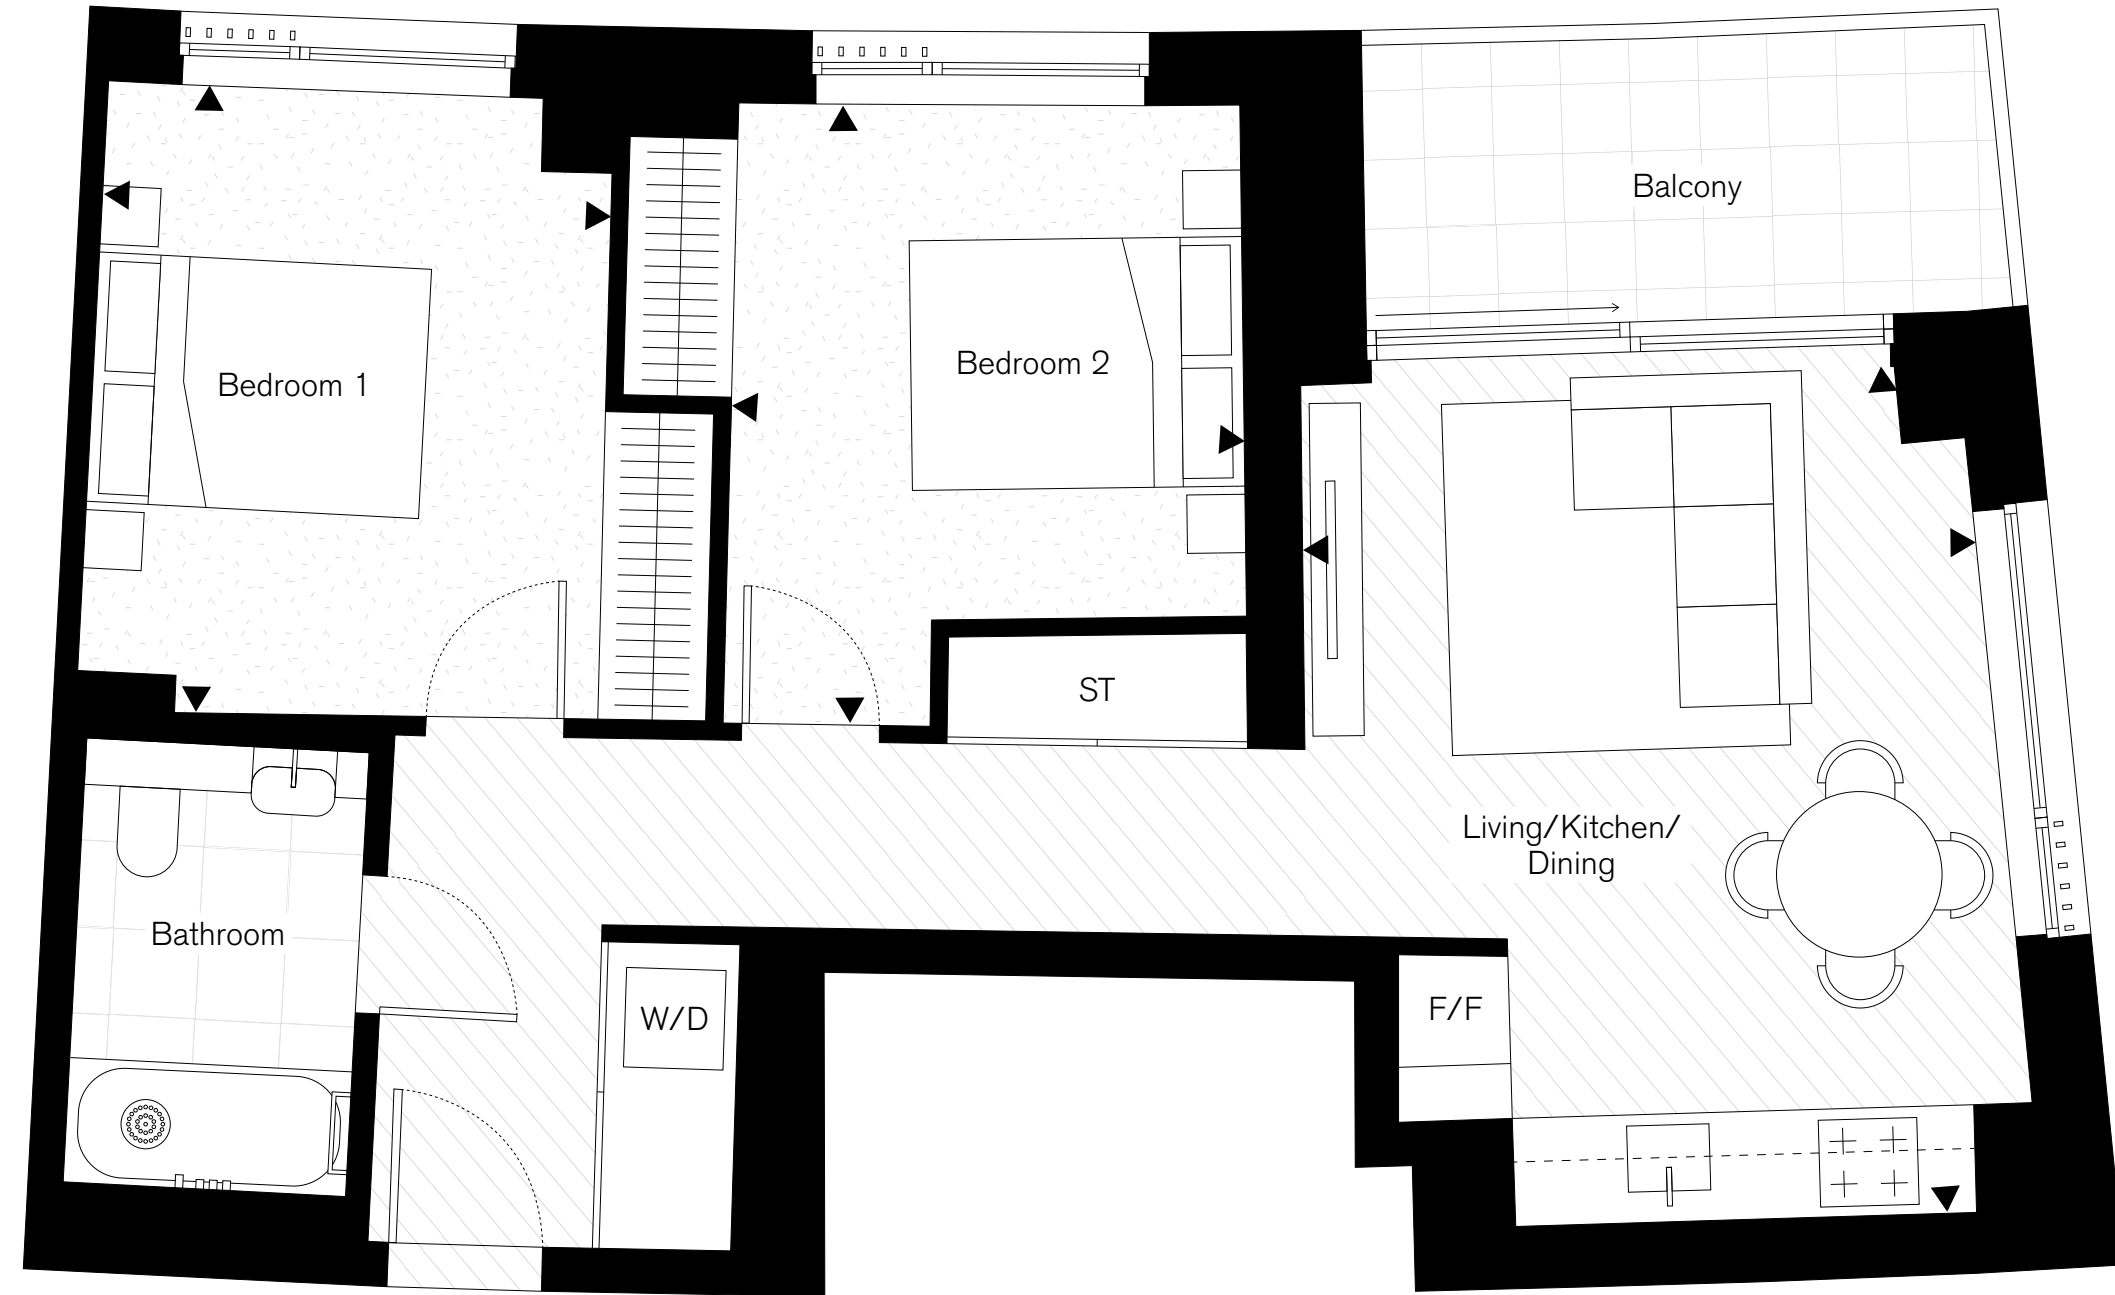 Balcony
Bedroom 1
Bedroom 2
ST
Living/Kitchen/
Dining
Bathroom
W/D
F/F